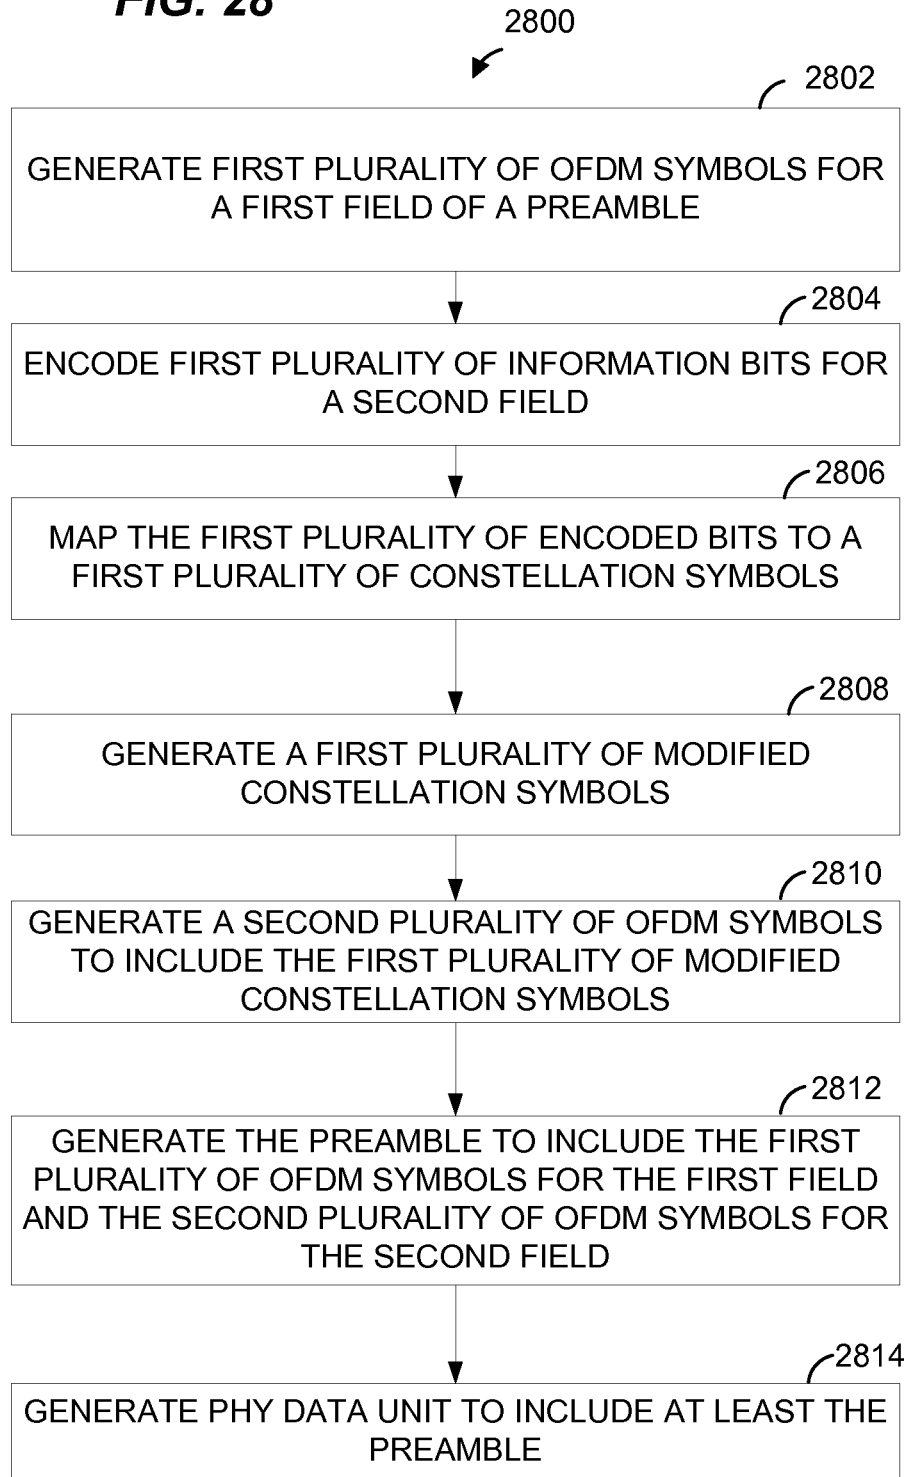 FIG. 28
2800
2802
GENERATE FIRST PLURALITY OF OFDM SYMBOLS FOR
A FIRST FIELD OF A PREAMBLE
2804
ENCODE FIRST PLURALITY OF INFORMATION BITS FOR
A SECOND FIELD
2806
MAP THE FIRST PLURALITY OF ENCODED BITS TO A
FIRST PLURALITY OF CONSTELLATION SYMBOLS
2808
GENERATE A FIRST PLURALITY OF MODIFIED
CONSTELLATION SYMBOLS
2810
GENERATE A SECOND PLURALITY OF OFDM SYMBOLS
TO INCLUDE THE FIRST PLURALITY OF MODIFIED
CONSTELLATION SYMBOLS
2812
GENERATE THE PREAMBLE TO INCLUDE THE FIRST
PLURALITY OF OFDM SYMBOLS FOR THE FIRST FIELD
AND THE SECOND PLURALITY OF OFDM SYMBOLS FOR
THE SECOND FIELD
2814
GENERATE PHY DATA UNIT TO INCLUDE AT LEAST THE
PREAMBLE